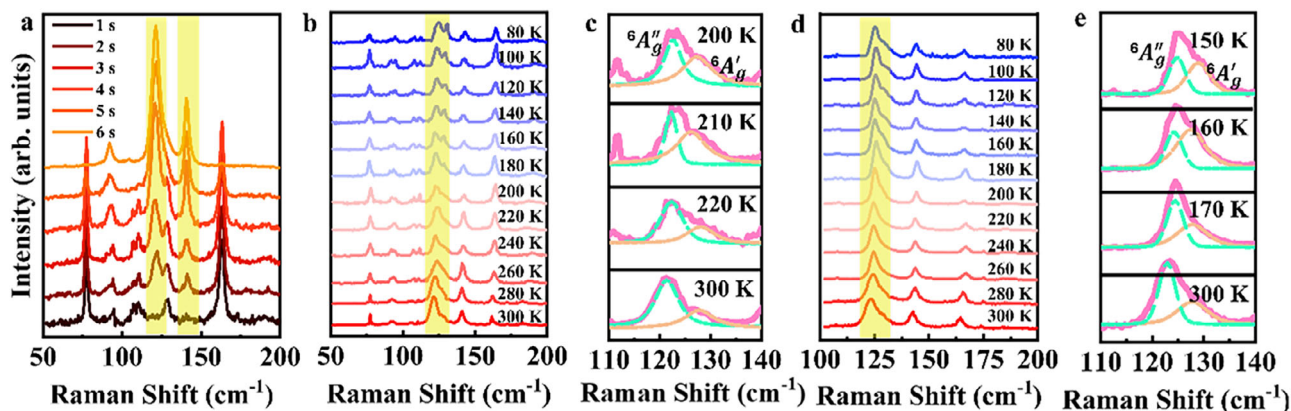 a
1 s
2 s
3 s
4 s
5 s
6 s
Intensity (arb. units)
50 100 150 200
Raman Shift (cm⁻¹)
b
80 K
100 K
120 K
140 K
160 K
180 K
200 K
220 K
240 K
260 K
280 K
300 K
50 100 150 200
Raman Shift (cm⁻¹)
c
200 K
⁶A″g
⁶A′g
210 K
220 K
300 K
110 120 130 140
Raman Shift (cm⁻¹)
d
80 K
100 K
120 K
140 K
160 K
180 K
200 K
220 K
240 K
260 K
280 K
300 K
100 125 150 175 200
Raman Shift (cm⁻¹)
e
150 K
⁶A″g
⁶A′g
160 K
170 K
300 K
110 120 130 140
Raman Shift (cm⁻¹)